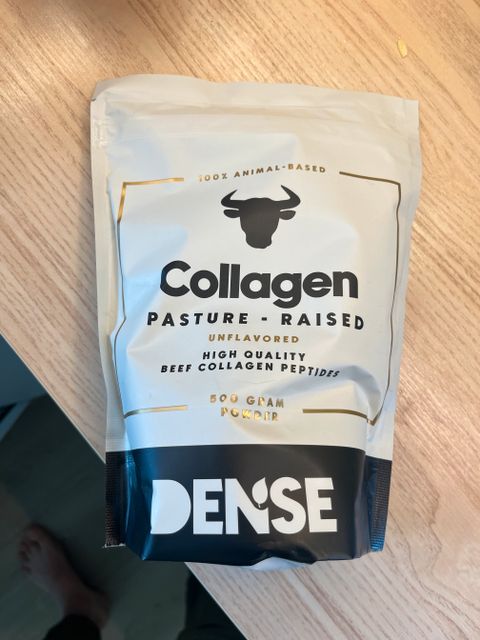 100% ANIMAL-BASED
Collagen
PASTURE - RAISED
UNFLAVORED
HIGH QUALITY
BEEF COLLAGEN PEPTIDES
500 GRAM
POWDER
DENSE